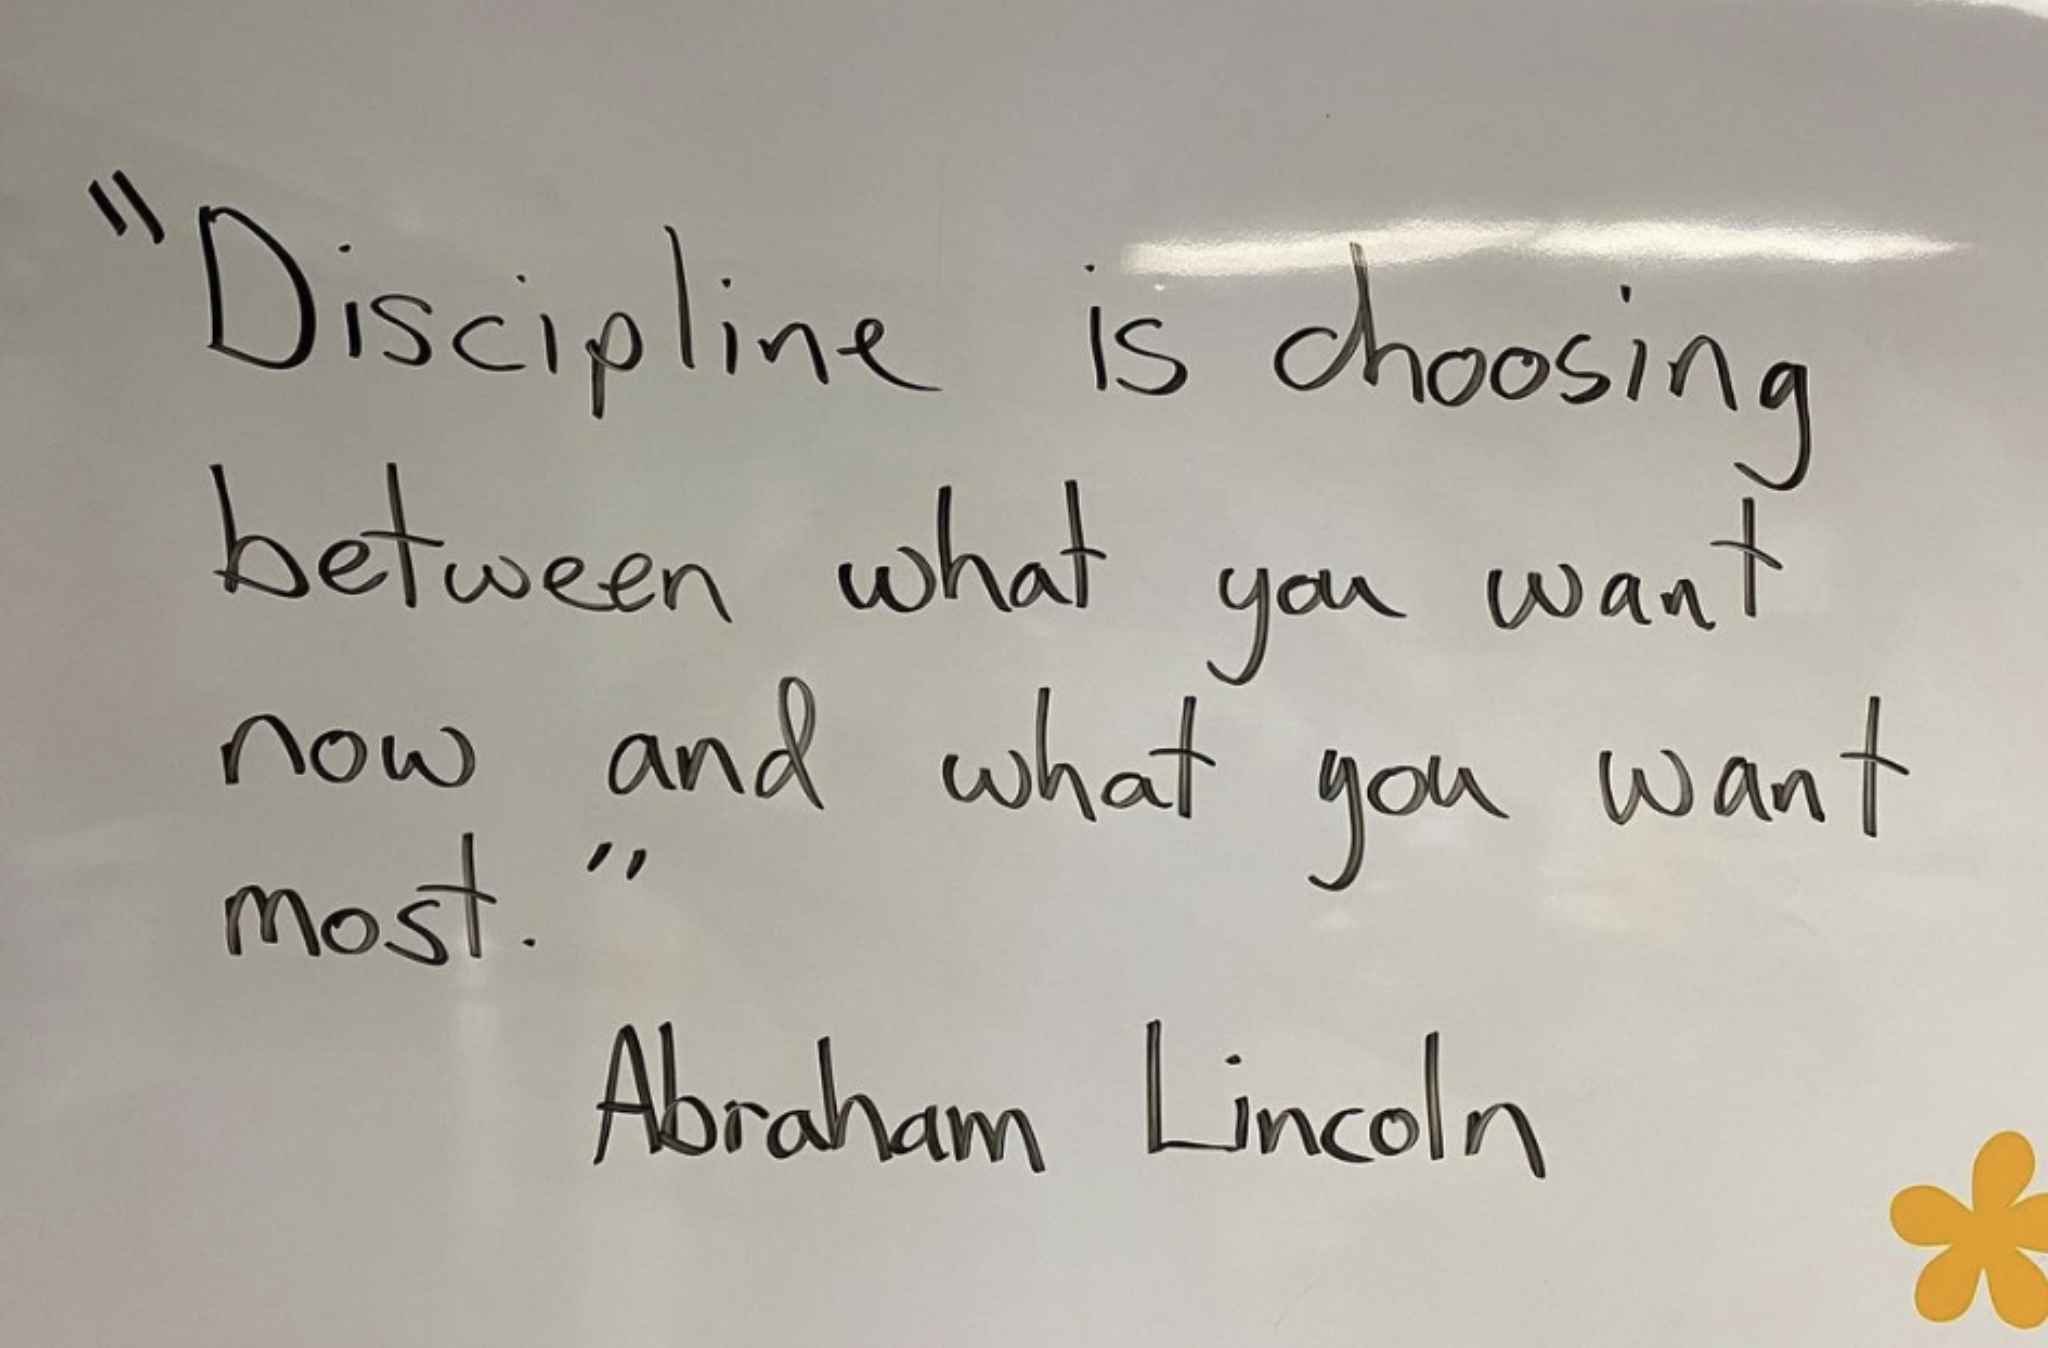 "Discipline is choosing
between what you want
now and what you want
most."
Abraham Lincoln